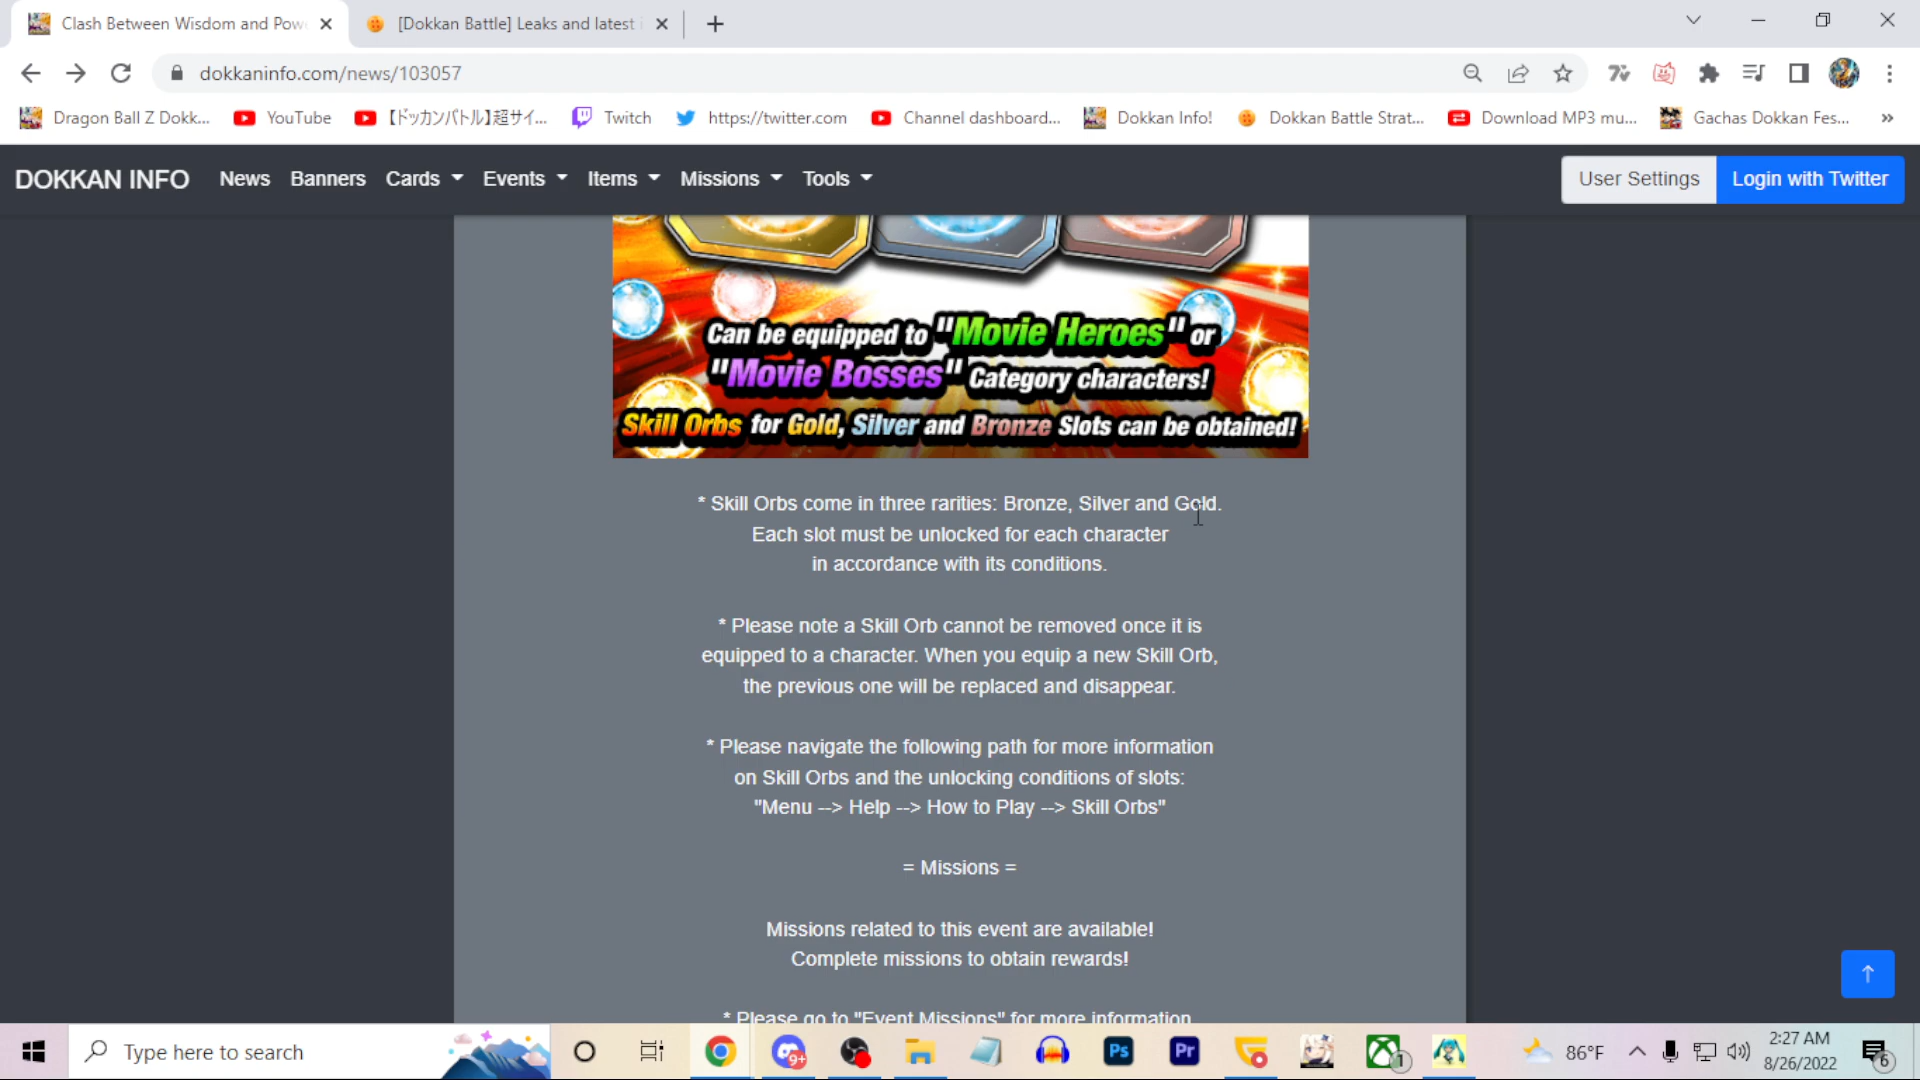 Clash Between Wisdom and Pow
[Dokkan Battle] Leaks and latest i
dokkaninfo.com/news/103057
Dragon Ball Z Dokk...
YouTube
【ドッカンバトル】超サイ...
Twitch
https://twitter.com
Channel dashboard...
Dokkan Info!
Dokkan Battle Strat...
Download MP3 mu...
Gachas Dokkan Fes...
»
DOKKAN INFO
News
Banners
Cards
Events
Items
Missions
Tools
User Settings
Login with Twitter
Can be equipped to "Movie Heroes" or
"Movie Bosses" Category characters!
Skill Orbs for Gold, Silver and Bronze Slots can be obtained!
* Skill Orbs come in three rarities: Bronze, Silver and Gold.
Each slot must be unlocked for each character
in accordance with its conditions.
* Please note a Skill Orb cannot be removed once it is
equipped to a character. When you equip a new Skill Orb,
the previous one will be replaced and disappear.
* Please navigate the following path for more information
on Skill Orbs and the unlocking conditions of slots:
"Menu --> Help --> How to Play --> Skill Orbs"
= Missions =
Missions related to this event are available!
Complete missions to obtain rewards!
* Please go to "Event Missions" for more information
Type here to search
9+
Ps
Pr
1
86°F
2:27 AM
8/26/2022
6